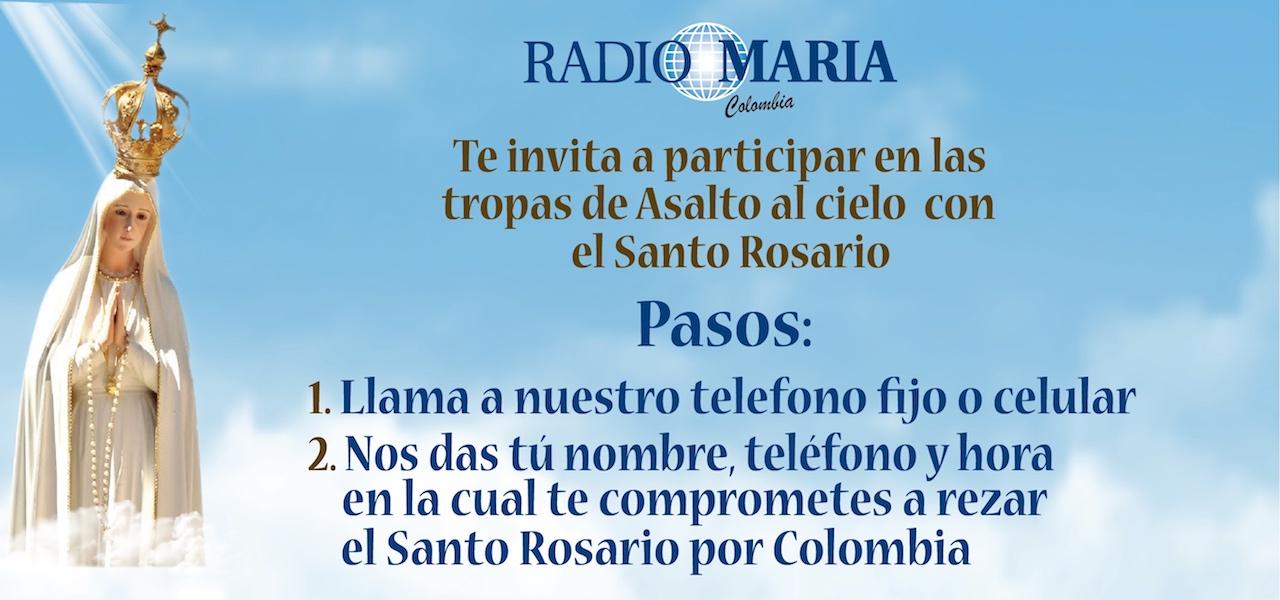 RADIO MARIA
Colombia
Te invita a participar en las
tropas de Asalto al cielo con
el Santo Rosario
Pasos:
1. Llama a nuestro telefono fijo o celular
2. Nos das tú nombre, teléfono y hora
en la cual te comprometes a rezar
el Santo Rosario por Colombia